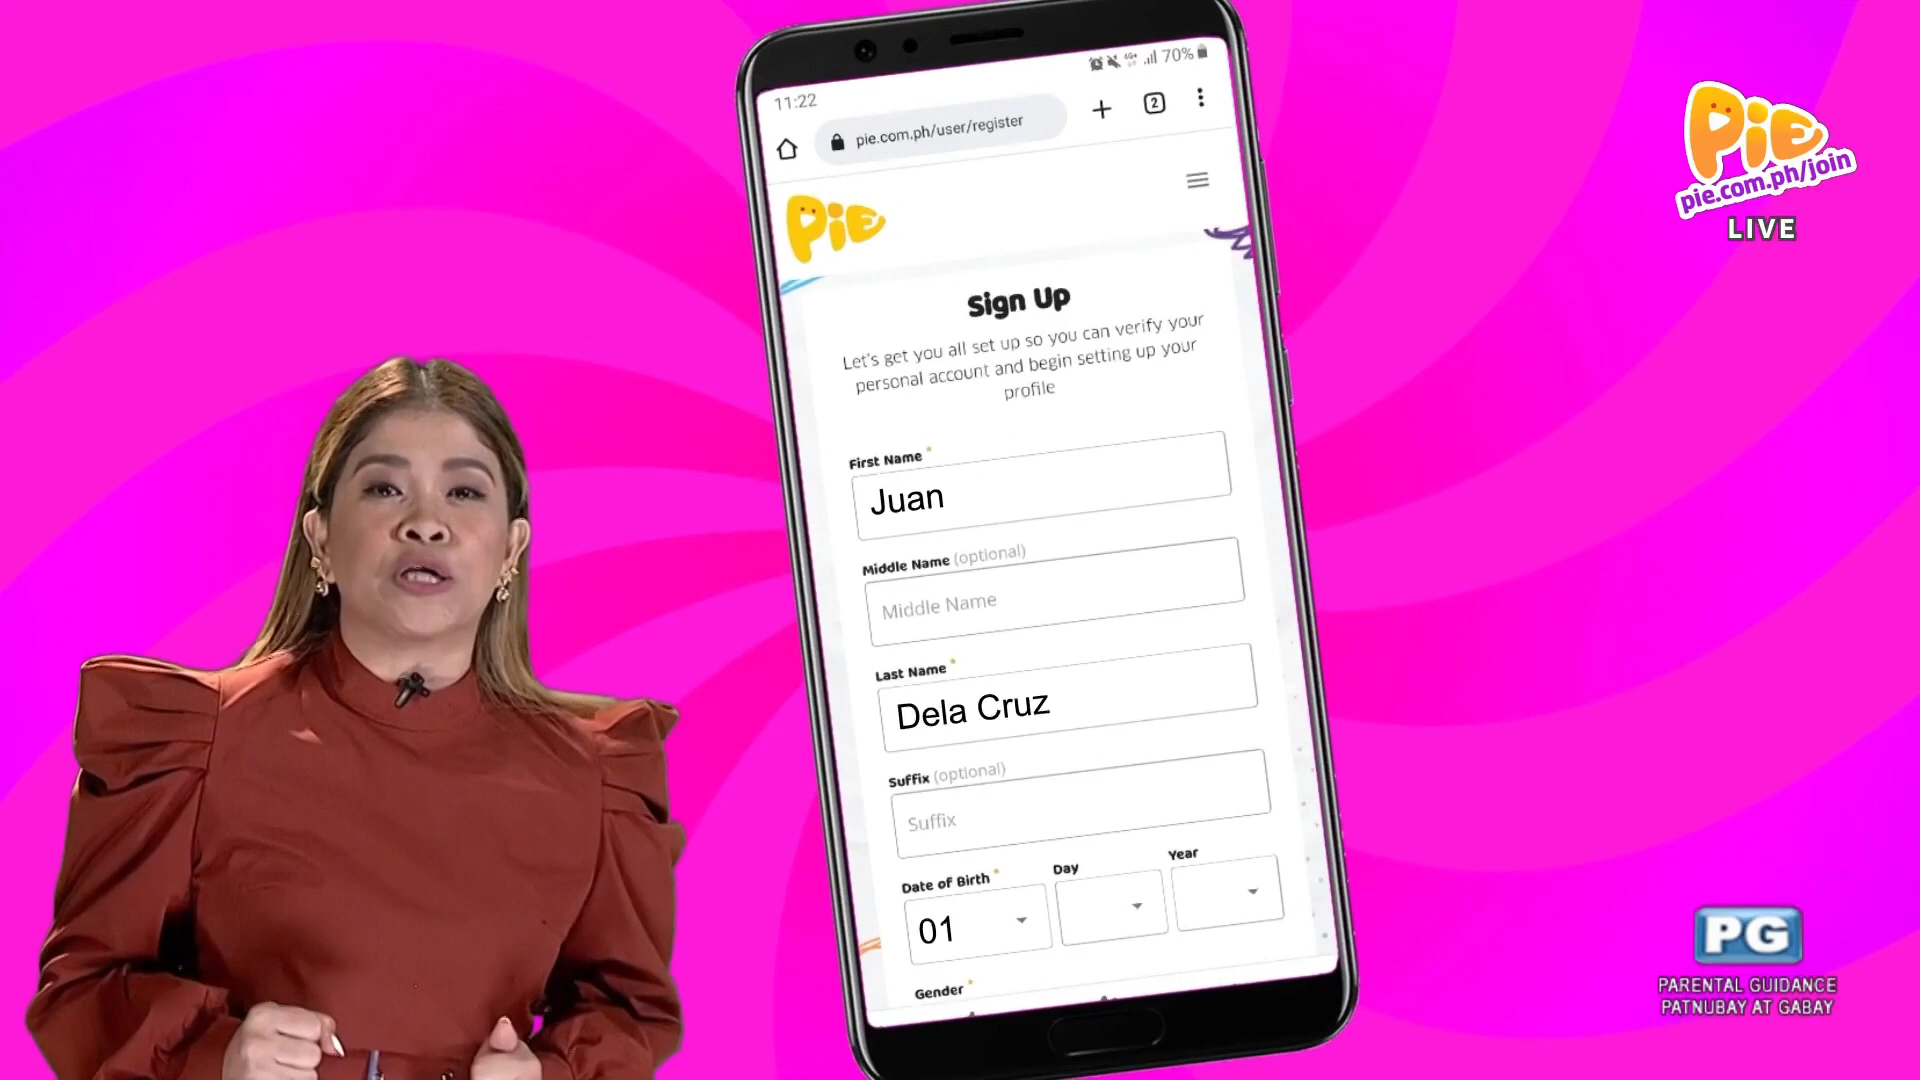 11:22
70%
pie.com.ph/user/register
2
PiE
Sign Up
Let's get you all set up so you can verify your
personal account and begin setting up your
profile
First Name *
Juan
Middle Name (optional)
Middle Name
Last Name *
Dela Cruz
Suffix (optional)
Suffix
Date of Birth *
Day
Year
01
Gender *
PiE
pie.com.ph/join
LIVE
PG
PARENTAL GUIDANCE
PATNUBAY AT GABAY